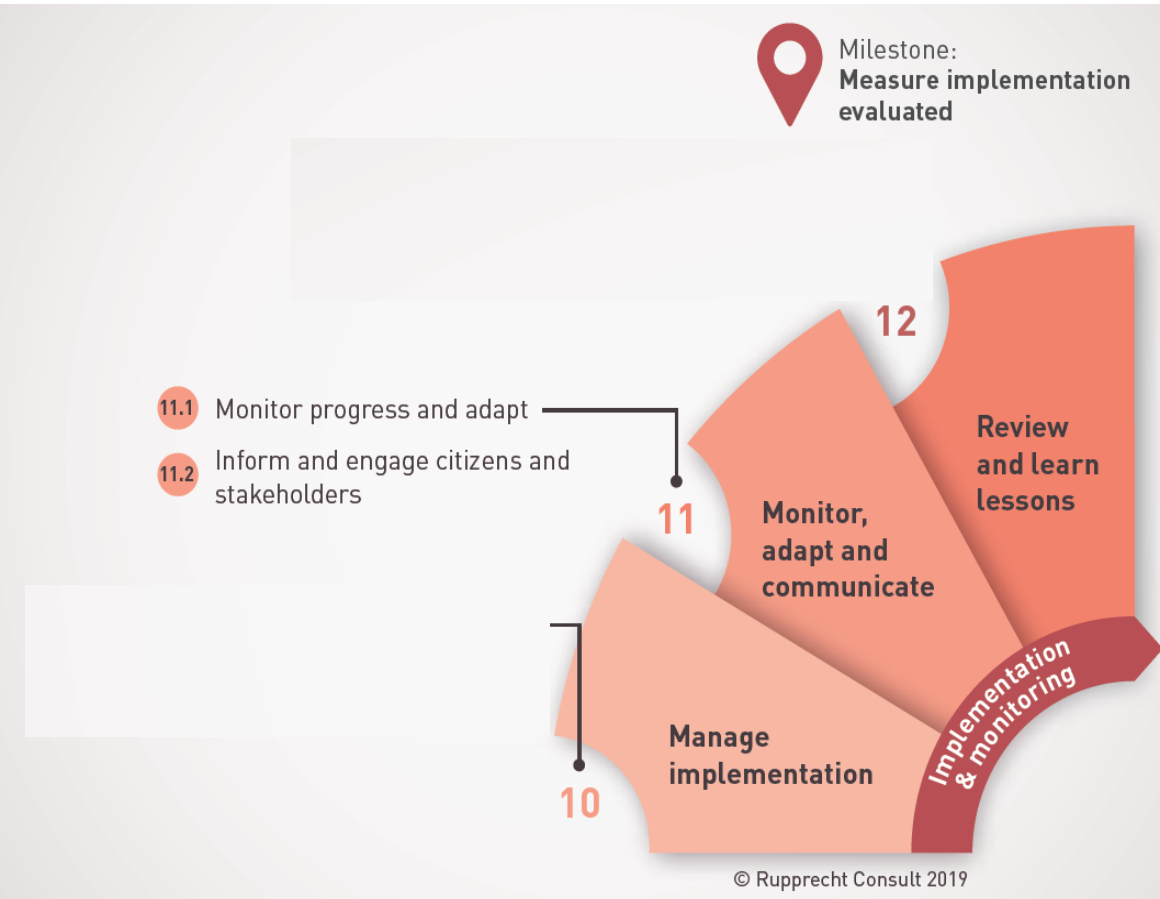 Milestone:
Measure implementation
evaluated
12
Review
and learn
lessons
11.1 Monitor progress and adapt
11.2 Inform and engage citizens and
stakeholders
11
Monitor,
adapt and
communicate
10
Manage
implementation
Implementation
& monitoring
© Rupprecht Consult 2019